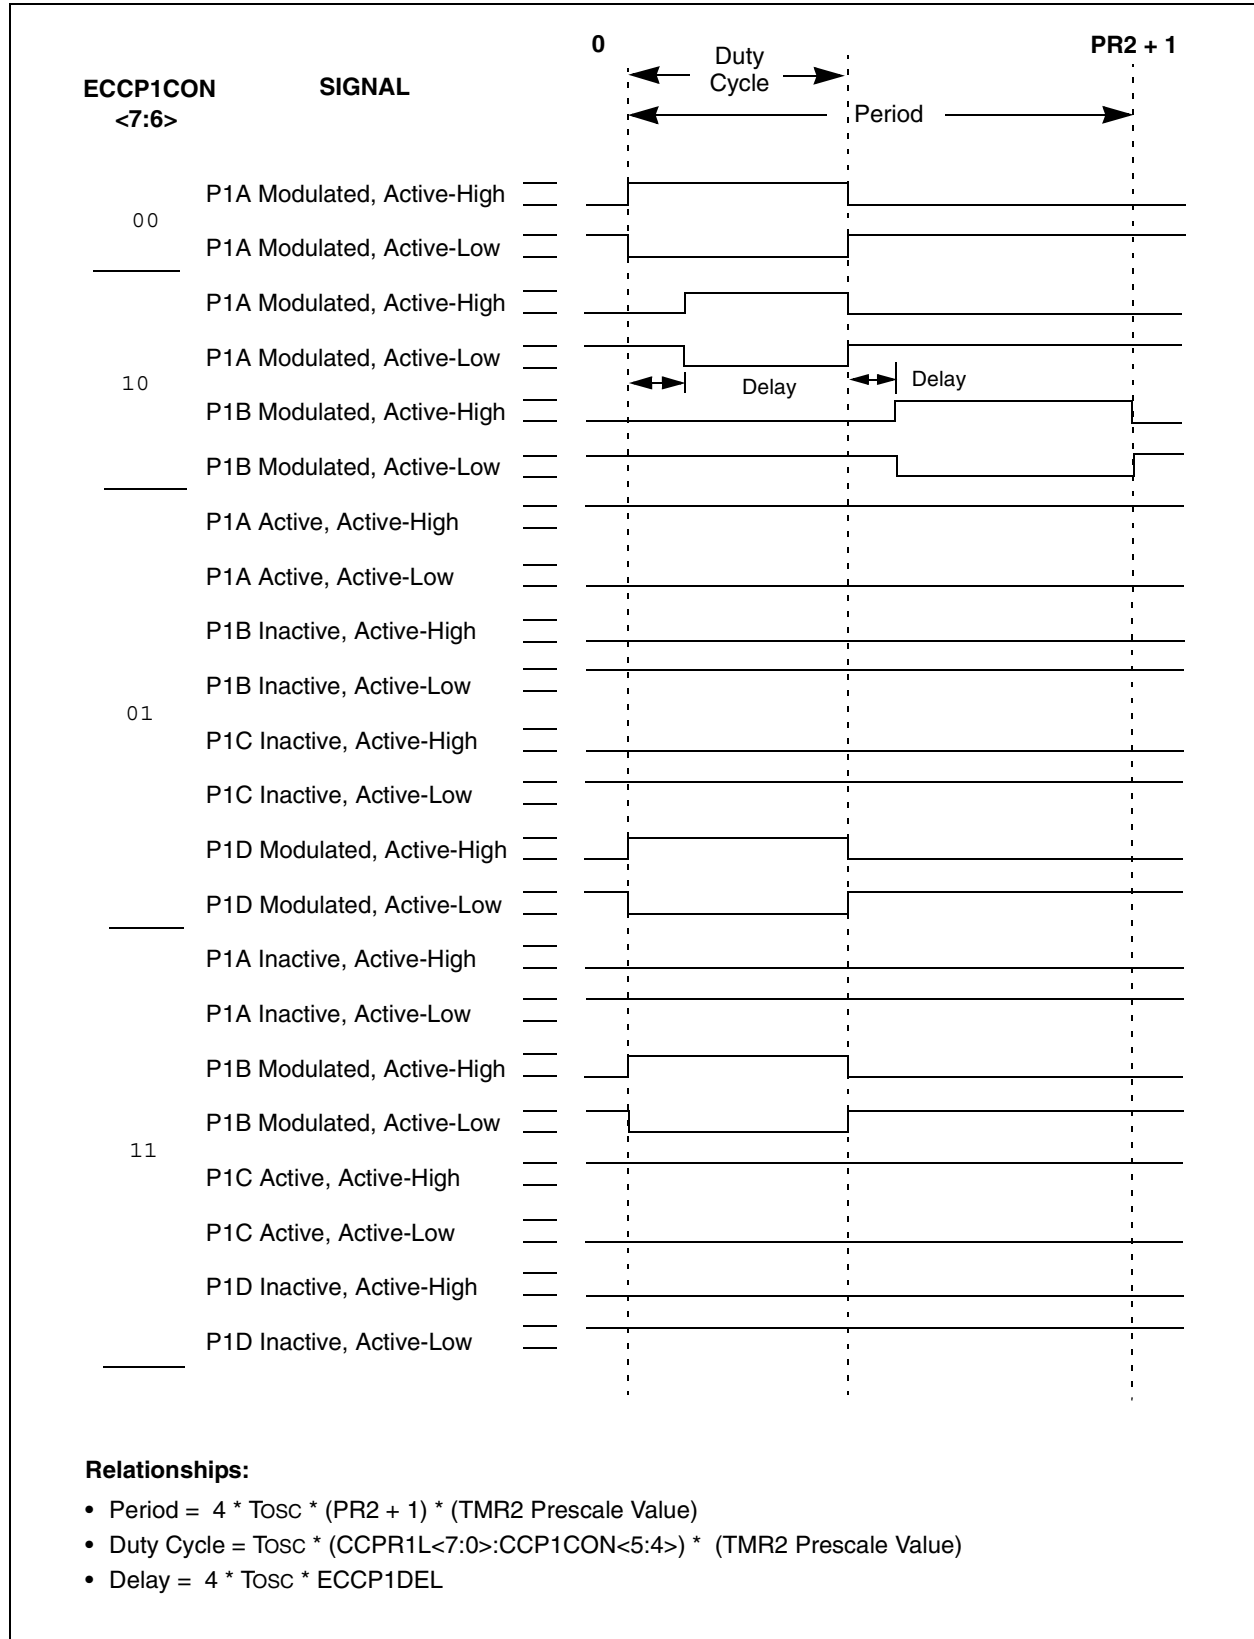 0
PR2 + 1
Duty
Cycle
ECCP1CON
<7:6>
SIGNAL
Period
00
P1A Modulated, Active-High
P1A Modulated, Active-Low
10
P1A Modulated, Active-High
P1A Modulated, Active-Low
Delay
Delay
P1B Modulated, Active-High
P1B Modulated, Active-Low
01
P1A Active, Active-High
P1A Active, Active-Low
P1B Inactive, Active-High
P1B Inactive, Active-Low
P1C Inactive, Active-High
P1C Inactive, Active-Low
P1D Modulated, Active-High
P1D Modulated, Active-Low
11
P1A Inactive, Active-High
P1A Inactive, Active-Low
P1B Modulated, Active-High
P1B Modulated, Active-Low
P1C Active, Active-High
P1C Active, Active-Low
P1D Inactive, Active-High
P1D Inactive, Active-Low
Relationships:
• Period = 4 * TOSC * (PR2 + 1) * (TMR2 Prescale Value)
• Duty Cycle = TOSC * (CCPR1L<7:0>:CCP1CON<5:4>) * (TMR2 Prescale Value)
• Delay = 4 * TOSC * ECCP1DEL